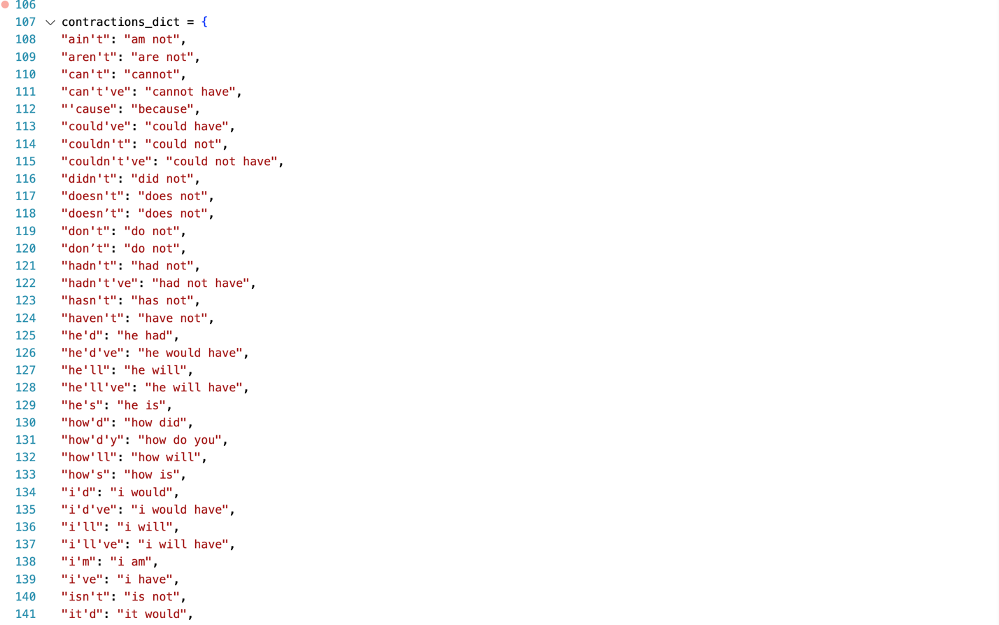 106
107 contractions_dict = {
108 "ain't": "am not",
109 "aren't": "are not",
110 "can't": "cannot",
111 "can't've": "cannot have",
112 "'cause": "because",
113 "could've": "could have",
114 "couldn't": "could not",
115 "couldn't've": "could not have",
116 "didn't": "did not",
117 "doesn't": "does not",
118 "doesn’t": "does not",
119 "don't": "do not",
120 "don’t": "do not",
121 "hadn't": "had not",
122 "hadn't've": "had not have",
123 "hasn't": "has not",
124 "haven't": "have not",
125 "he'd": "he had",
126 "he'd've": "he would have",
127 "he'll": "he will",
128 "he'll've": "he will have",
129 "he's": "he is",
130 "how'd": "how did",
131 "how'd'y": "how do you",
132 "how'll": "how will",
133 "how's": "how is",
134 "i'd": "i would",
135 "i'd've": "i would have",
136 "i'll": "i will",
137 "i'll've": "i will have",
138 "i'm": "i am",
139 "i've": "i have",
140 "isn't": "is not",
141 "it'd": "it would",